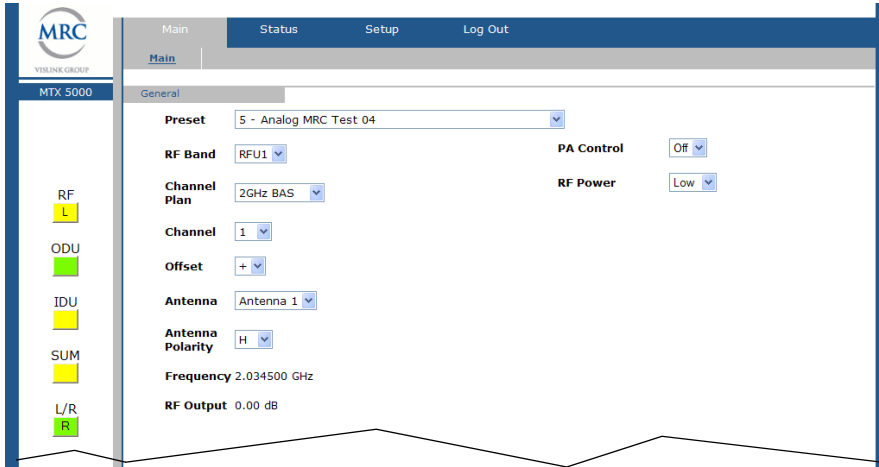 MRC
VISLINK GROUP
MTX 5000
RF
L
ODU
IDU
SUM
L/R
R
Main Status Setup Log Out
Main
General
Preset 5 - Analog MRC Test 04
RF Band RFU1
PA Control Off
Channel Plan 2GHz BAS
RF Power Low
Channel 1
Offset +
Antenna Antenna 1
Antenna Polarity H
Frequency 2.034500 GHz
RF Output 0.00 dB